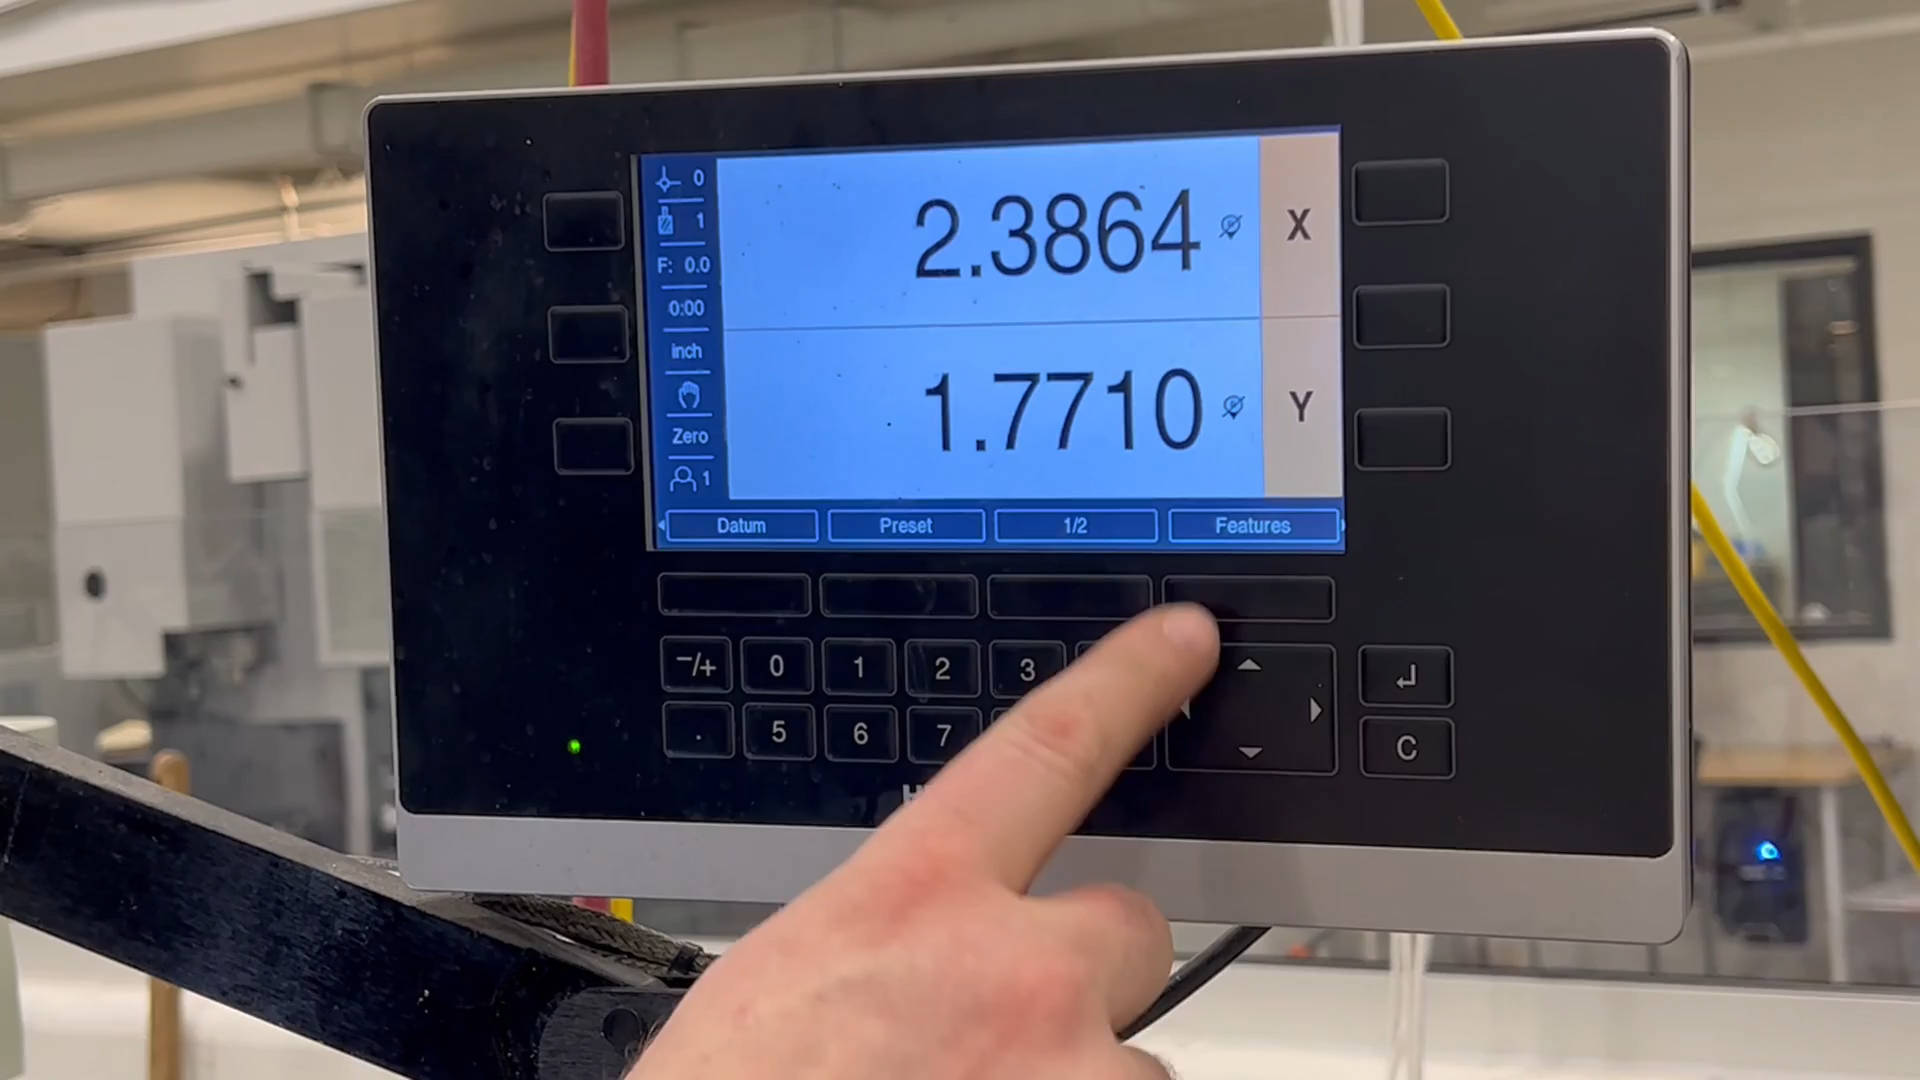 0
1
F: 0.0
0:00
inch
Zero
1
2.3864
X
1.7710
Y
Datum
Preset
1/2
Features
−/+
0
1
2
3
.
5
6
7
C